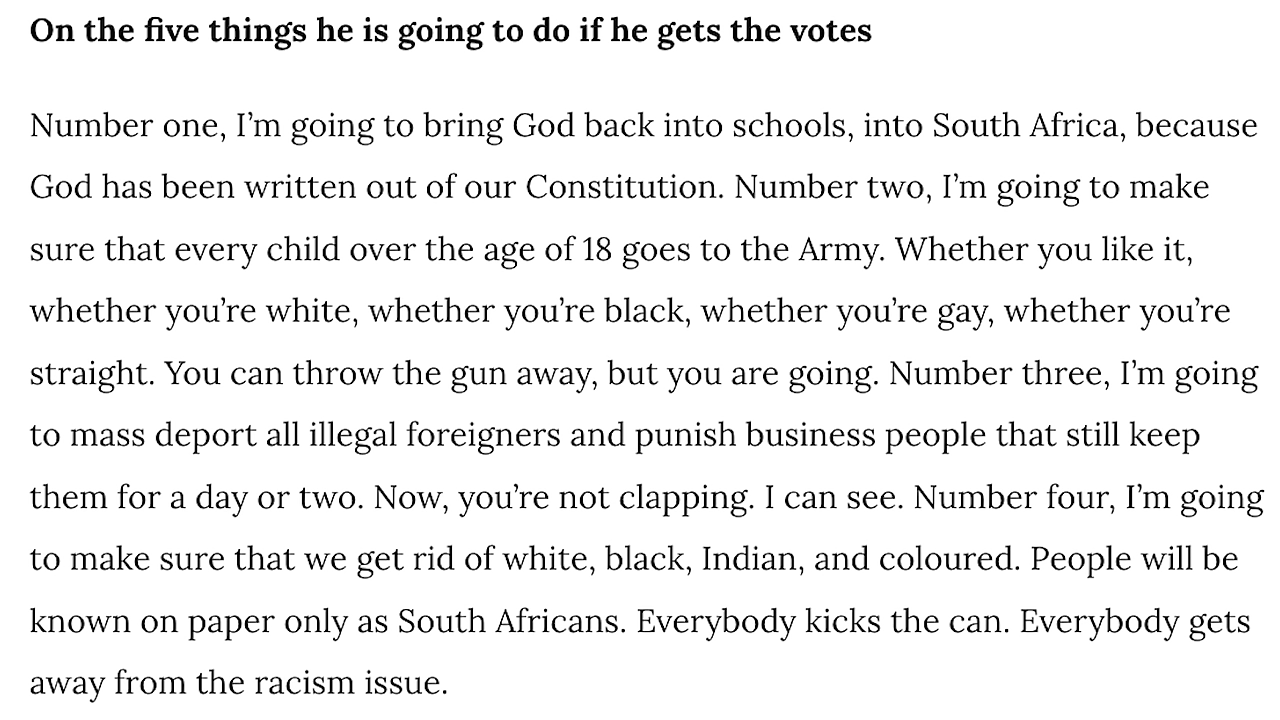 On the five things he is going to do if he gets the votes
Number one, I’m going to bring God back into schools, into South Africa, because
God has been written out of our Constitution. Number two, I’m going to make
sure that every child over the age of 18 goes to the Army. Whether you like it,
whether you’re white, whether you’re black, whether you’re gay, whether you’re
straight. You can throw the gun away, but you are going. Number three, I’m going
to mass deport all illegal foreigners and punish business people that still keep
them for a day or two. Now, you’re not clapping. I can see. Number four, I’m going
to make sure that we get rid of white, black, Indian, and coloured. People will be
known on paper only as South Africans. Everybody kicks the can. Everybody gets
away from the racism issue.